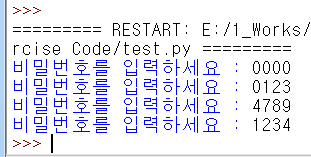 >>>
========= RESTART: E:/1_Works/
rcise Code/test.py =========
비밀번호를 입력하세요 : 0000
비밀번호를 입력하세요 : 0123
비밀번호를 입력하세요 : 4789
비밀번호를 입력하세요 : 1234
>>>